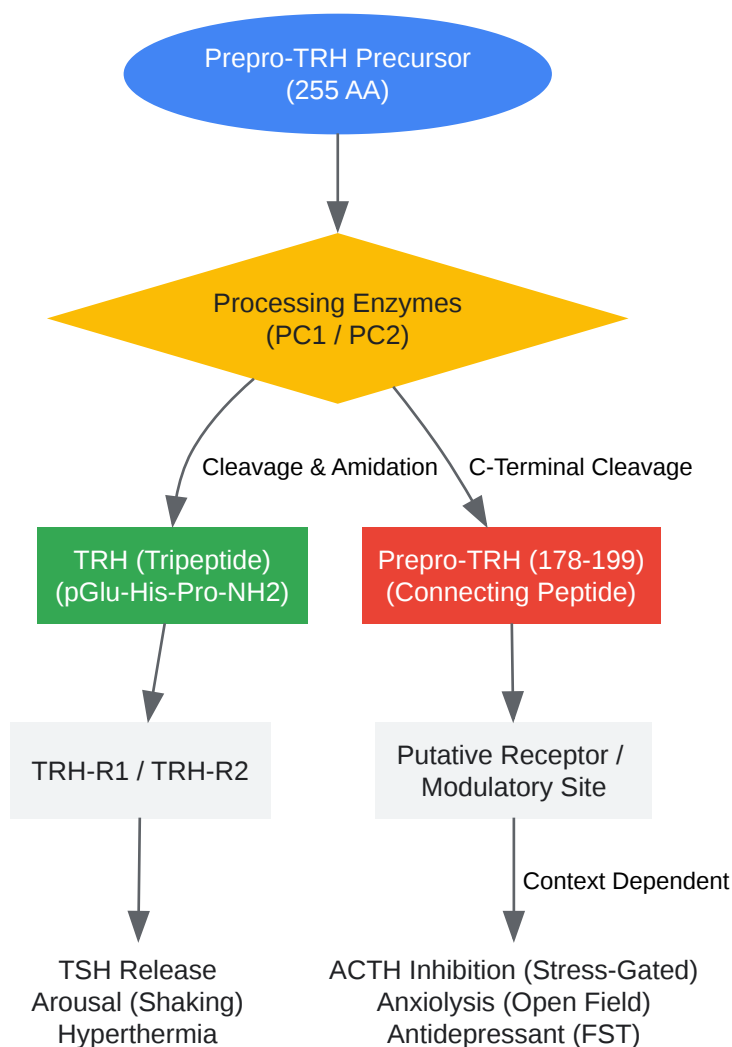 Prepro-TRH Precursor
(255 AA)
Processing Enzymes
(PC1 / PC2)
Cleavage & Amidation
C-Terminal Cleavage
TRH (Tripeptide)
(pGlu-His-Pro-NH2)
Prepro-TRH (178-199)
(Connecting Peptide)
TRH-R1 / TRH-R2
Putative Receptor /
Modulatory Site
Context Dependent
TSH Release
Arousal (Shaking)
Hyperthermia
ACTH Inhibition (Stress-Gated)
Anxiolysis (Open Field)
Antidepressant (FST)